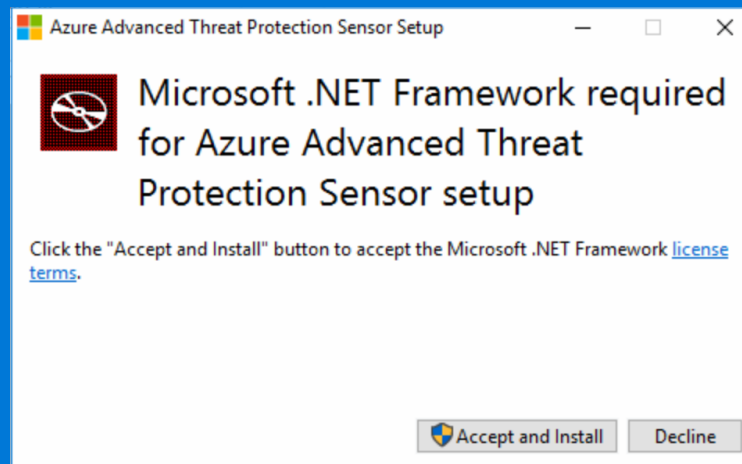 Azure Advanced Threat Protection Sensor Setup
Microsoft .NET Framework required
for Azure Advanced Threat
Protection Sensor setup
Click the "Accept and Install" button to accept the Microsoft .NET Framework license
terms.
Accept and Install
Decline